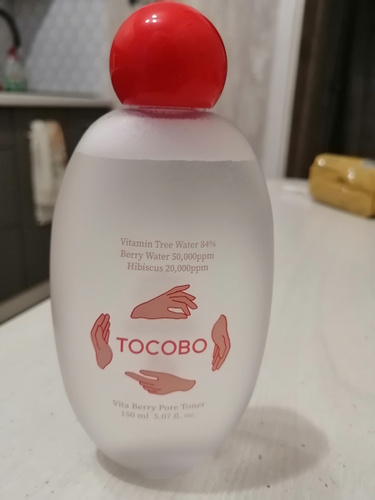 Vitamin Tree Water 84%
Berry Water 50,000ppm
Hibiscus 20,000ppm
TOCOBO
Vita Berry Pore Toner
150 ml 5.07 fl. oz.